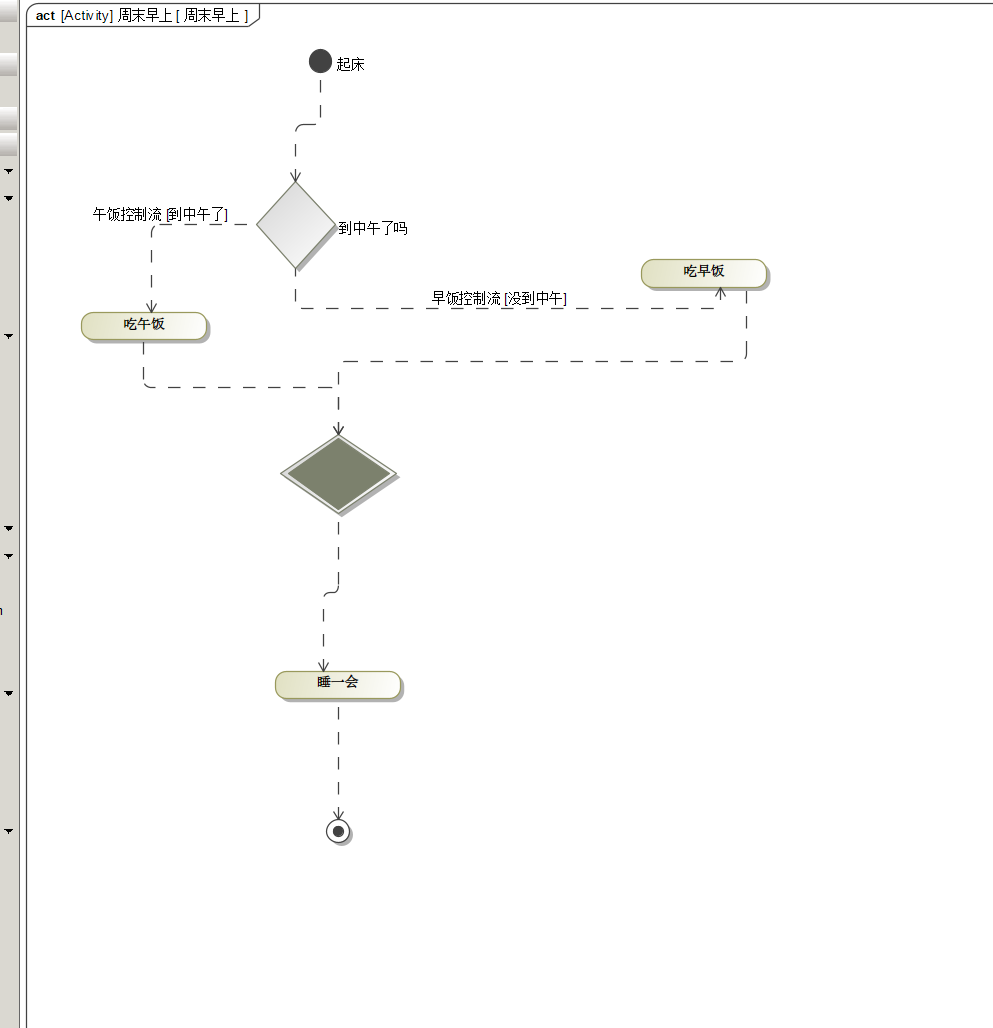 act [Activity] 周末早上 [ 周末早上 ]
起床
午饭控制流 [到中午了]
到中午了吗
吃早饭
早饭控制流 [没到中午]
吃午饭
睡一会